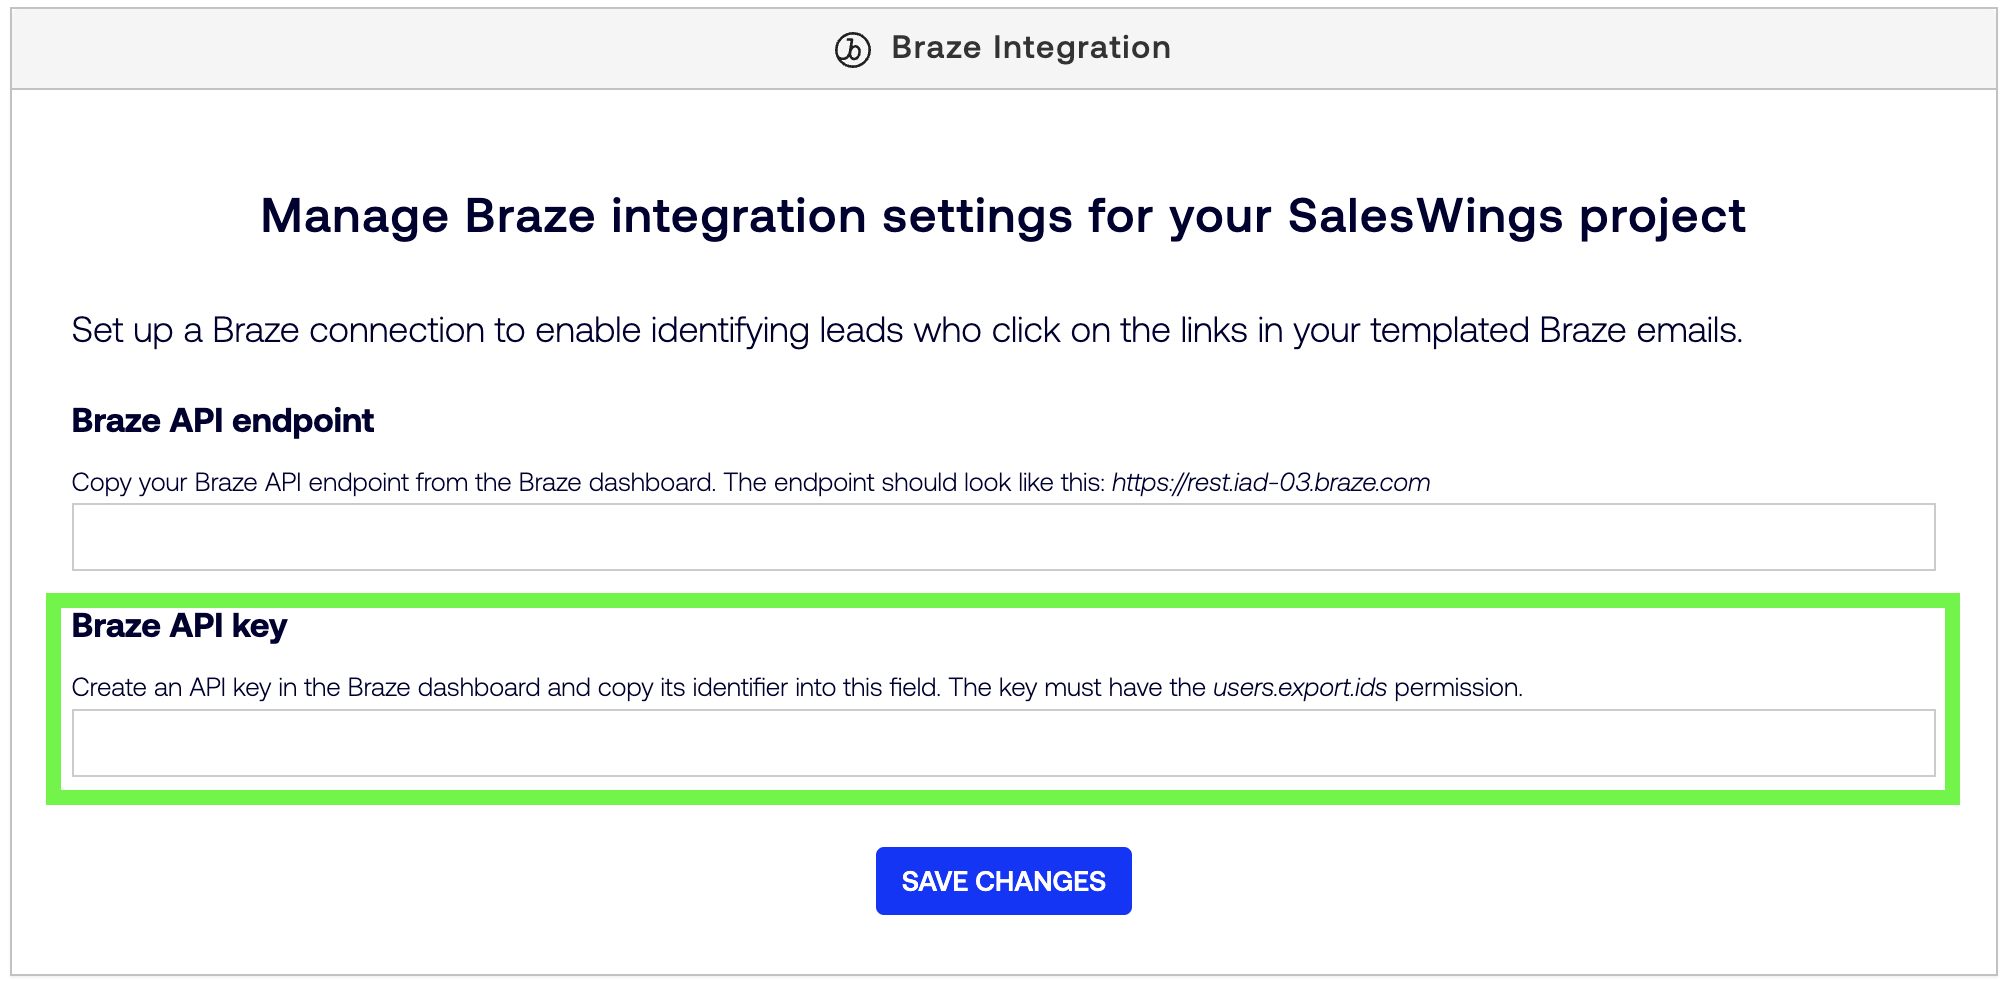 Braze Integration
Manage Braze integration settings for your SalesWings project
Set up a Braze connection to enable identifying leads who click on the links in your templated Braze emails.
Braze API endpoint
Copy your Braze API endpoint from the Braze dashboard. The endpoint should look like this: https://rest.iad-03.braze.com
Braze API key
Create an API key in the Braze dashboard and copy its identifier into this field. The key must have the users.export.ids permission.
SAVE CHANGES